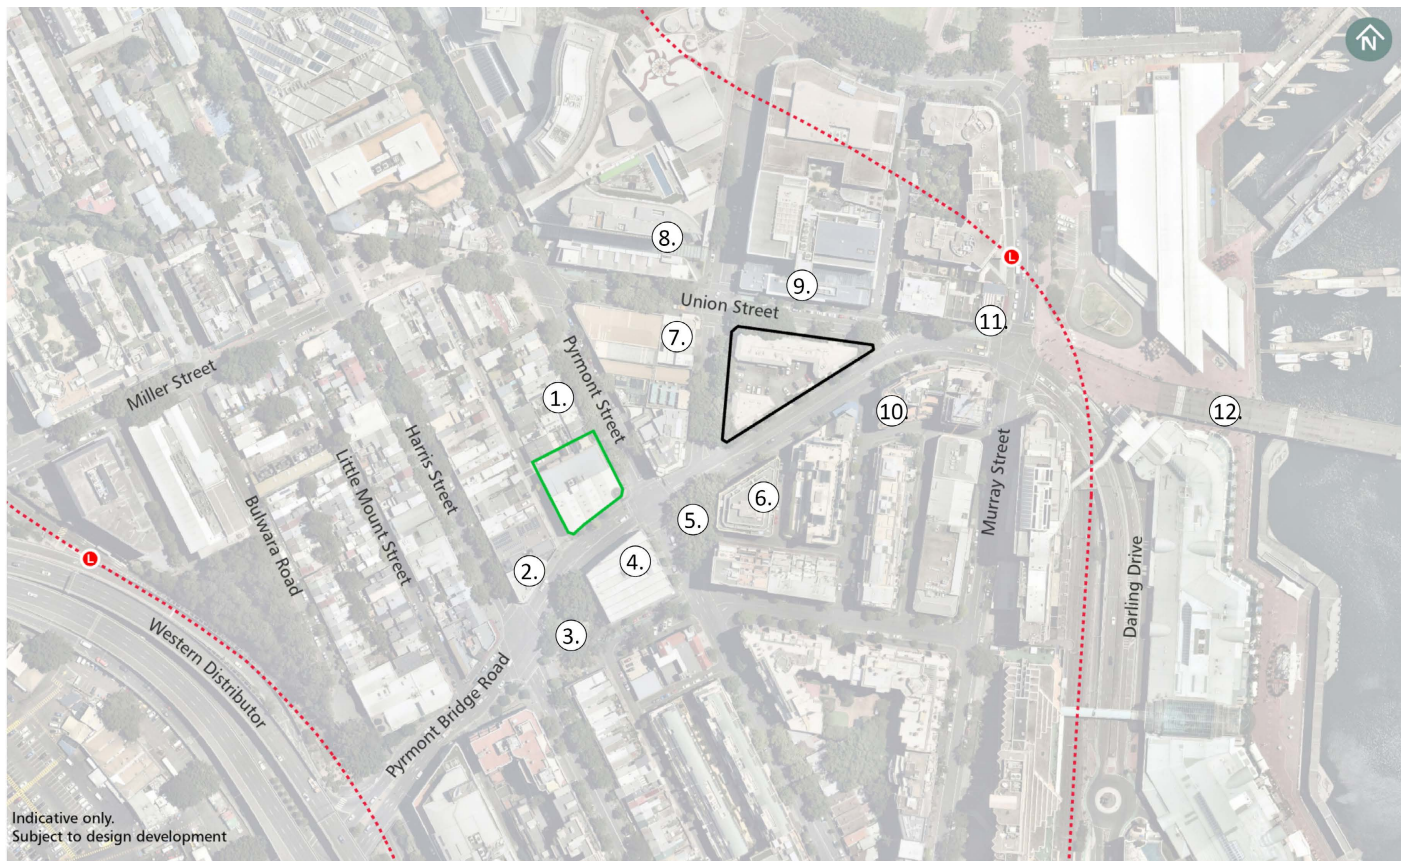 N
8.
9.
L
Union Street
11.
7.
Pyrmont Street
Miller Street
1.
10.
12.
Harris Street
Little Mount Street
Murray Street
6.
5.
Bulwara Road
L
2.
4.
Darling Drive
3.
Western Distributor
Pyrmont Bridge Road
Indicative only.
Subject to design development